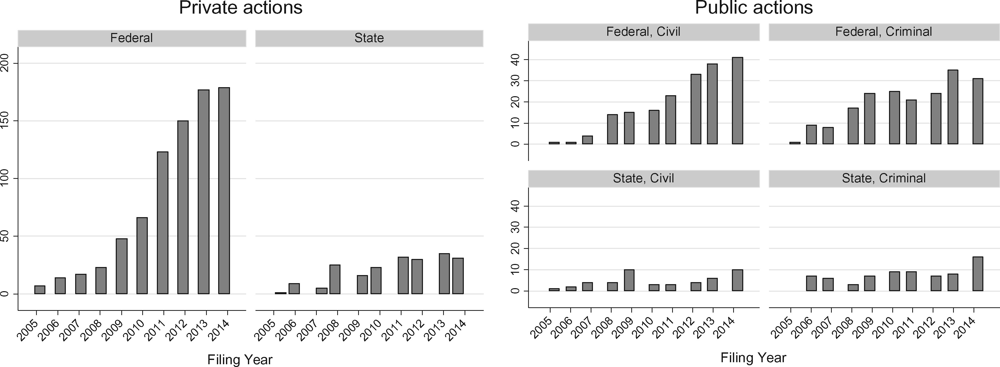 Private actions
Federal
State
200
150
100
50
0
2005 2006 2007 2008 2009 2010 2011 2012 2013 2014
2005 2006 2007 2008 2009 2010 2011 2012 2013 2014
Filing Year
Public actions
Federal, Civil
Federal, Criminal
40
30
20
10
0
State, Civil
State, Criminal
40
30
20
10
0
2005 2006 2007 2008 2009 2010 2011 2012 2013 2014
2005 2006 2007 2008 2009 2010 2011 2012 2013 2014
Filing Year